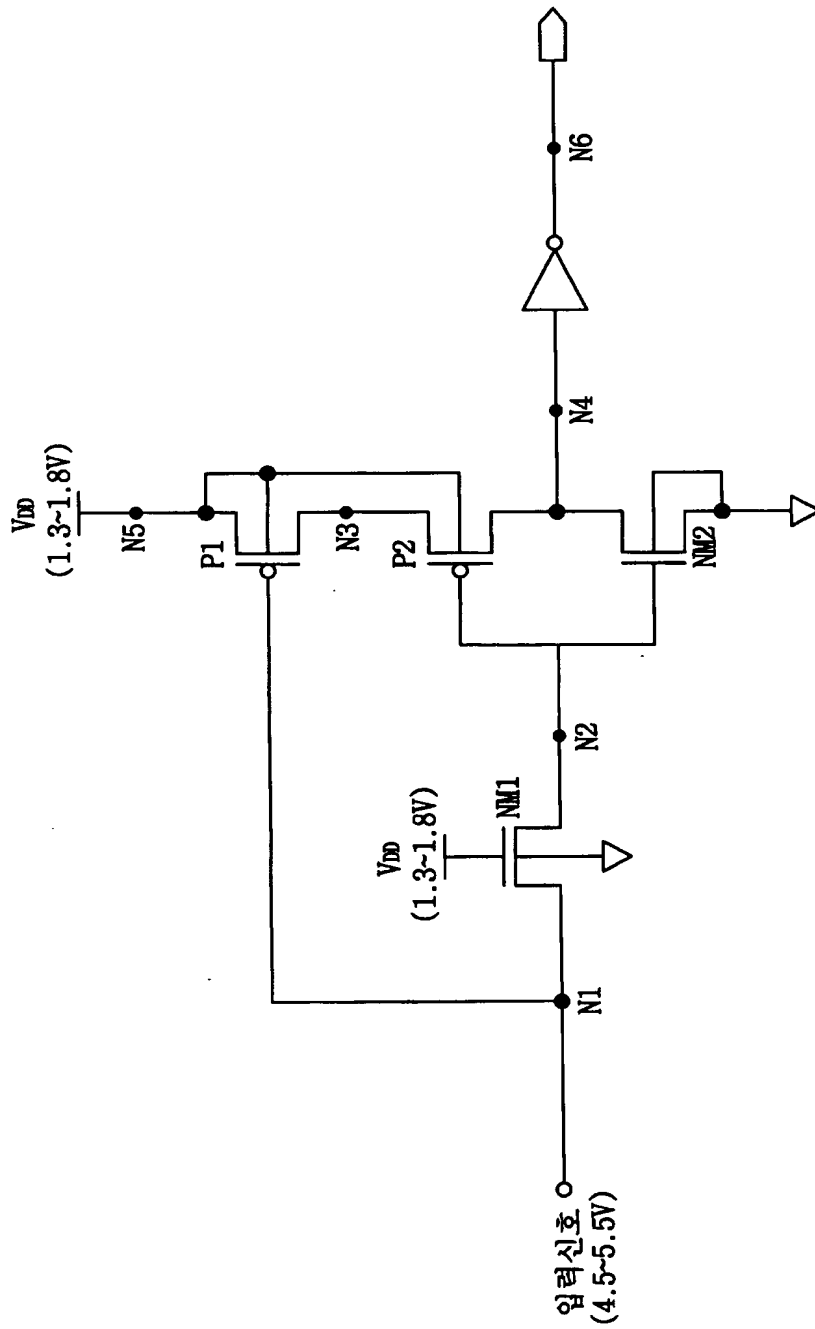 VDD
(1.3~1.8V)
N5
P1
N3
P2
N4
N6
NM2
VDD
(1.3~1.8V)
NM1
N2
N1
입력신호
(4.5~5.5V)